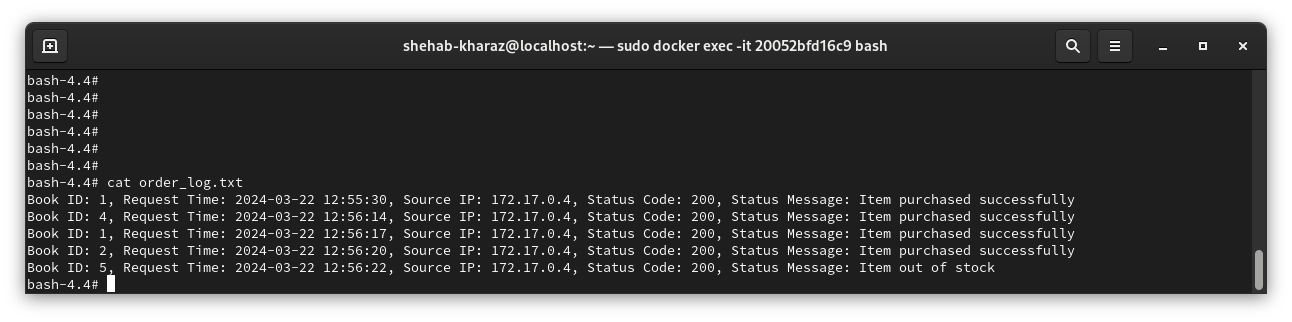 shehab-kharaz@localhost:~ — sudo docker exec -it 20052bfd16c9 bash
bash-4.4#
bash-4.4#
bash-4.4#
bash-4.4#
bash-4.4#
bash-4.4#
bash-4.4# cat order_log.txt
Book ID: 1, Request Time: 2024-03-22 12:55:30, Source IP: 172.17.0.4, Status Code: 200, Status Message: Item purchased successfully
Book ID: 4, Request Time: 2024-03-22 12:56:14, Source IP: 172.17.0.4, Status Code: 200, Status Message: Item purchased successfully
Book ID: 1, Request Time: 2024-03-22 12:56:17, Source IP: 172.17.0.4, Status Code: 200, Status Message: Item purchased successfully
Book ID: 2, Request Time: 2024-03-22 12:56:20, Source IP: 172.17.0.4, Status Code: 200, Status Message: Item purchased successfully
Book ID: 5, Request Time: 2024-03-22 12:56:22, Source IP: 172.17.0.4, Status Code: 200, Status Message: Item out of stock
bash-4.4#